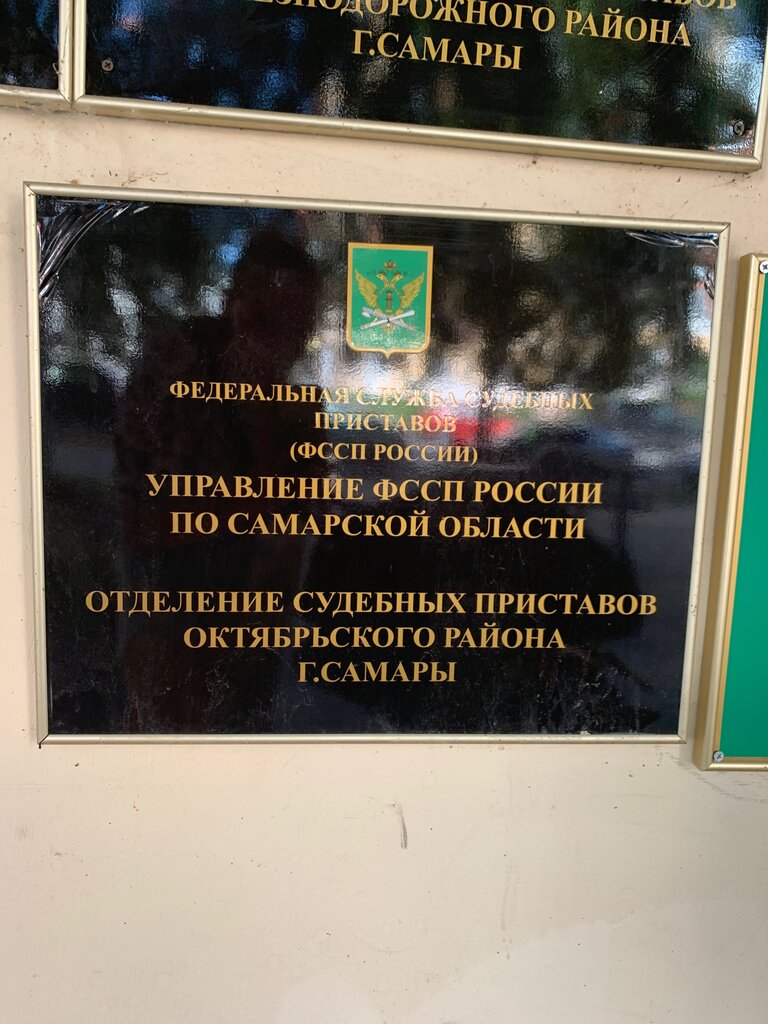 РАЙОНА
Г.САМАРЫ
ФЕДЕРАЛЬНАЯ СЛУЖБА СУДЕБНЫХ
ПРИСТАВОВ
(ФССП РОССИИ)
УПРАВЛЕНИЕ ФССП РОССИИ
ПО САМАРСКОЙ ОБЛАСТИ
ОТДЕЛЕНИЕ СУДЕБНЫХ ПРИСТАВОВ
ОКТЯБРЬСКОГО РАЙОНА
Г.САМАРЫ